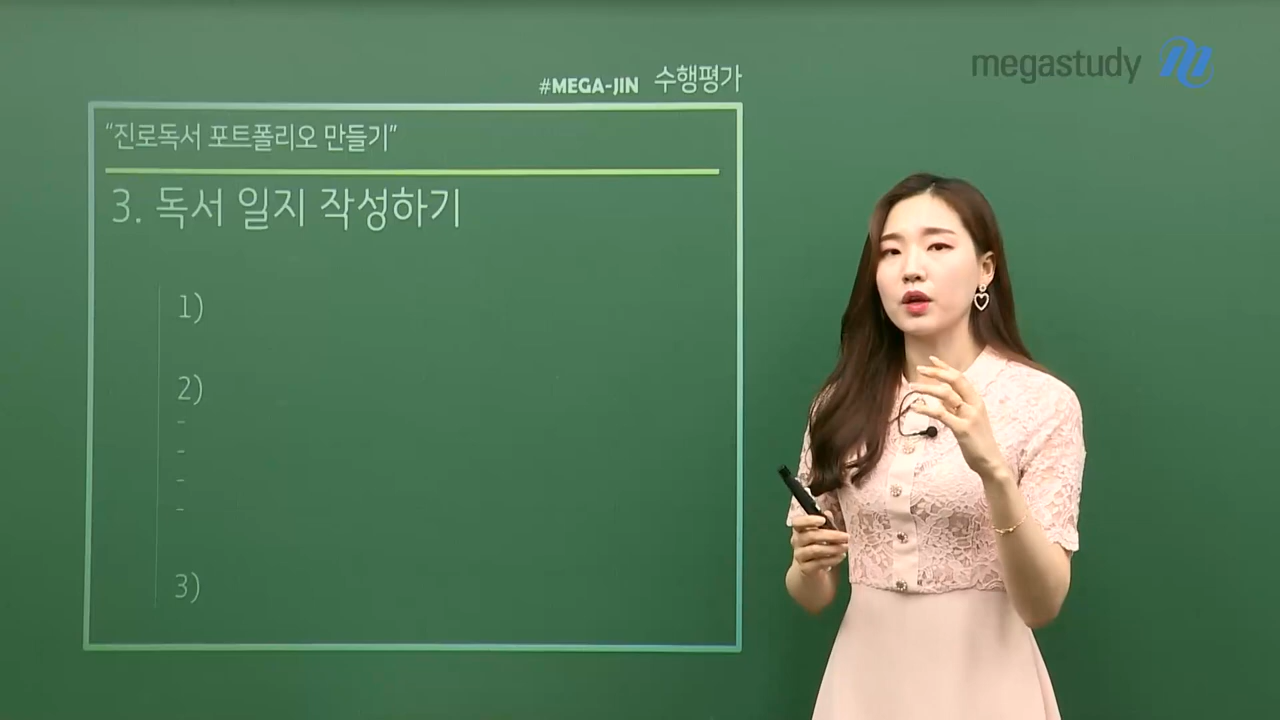 megastudy
#MEGA-JIN 수행평가
“진로독서 포트폴리오 만들기”
3. 독서 일지 작성하기
1)
2)
-
-
-
-
3)